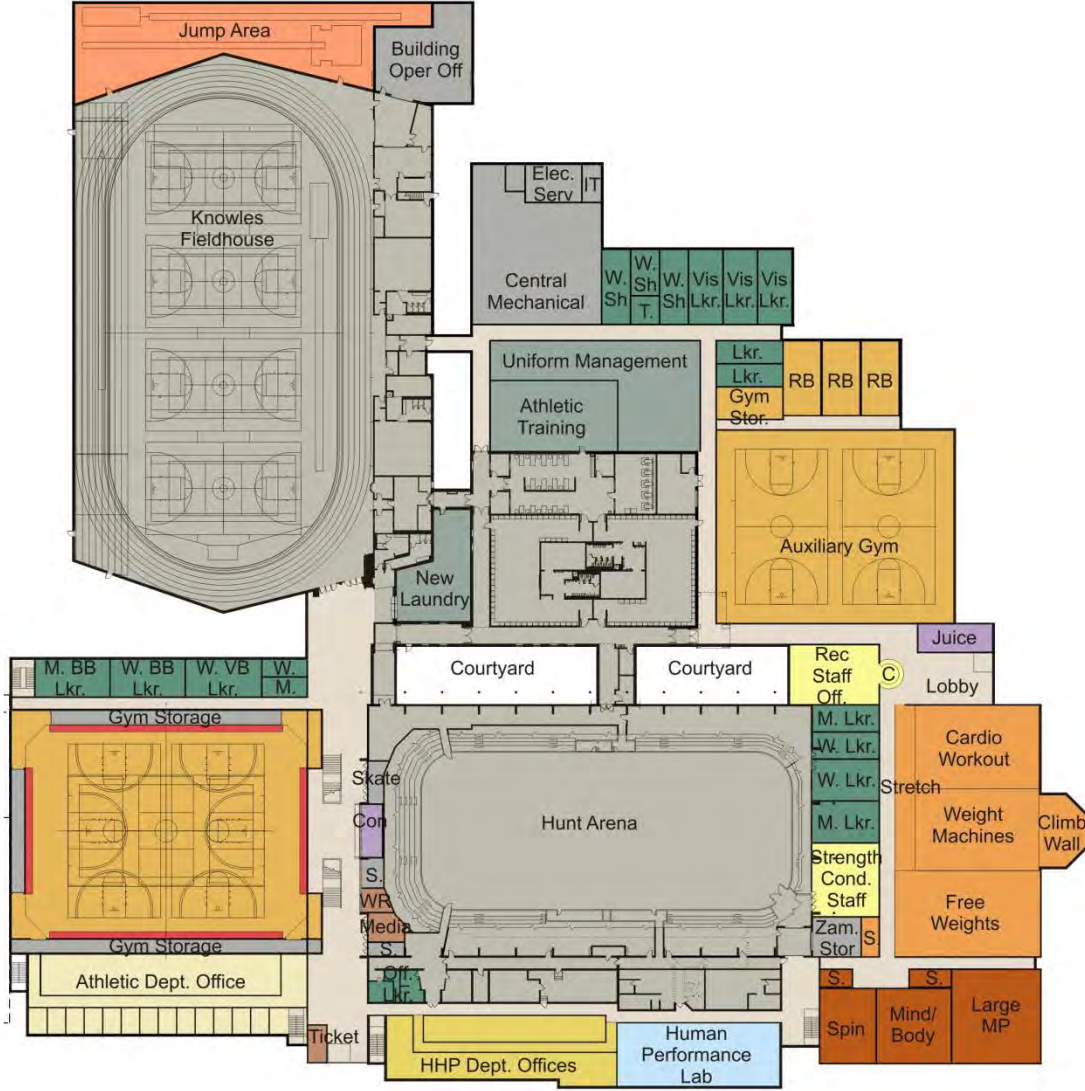 Jump Area
Building
Oper Off
Elec.
Serv
IT
Knowles
Fieldhouse
Central
Mechanical
W.
Sh
W.
Sh
T.
W.
Sh
Vis
Lkr.
Vis
Lkr.
Vis
Lkr.
Uniform Management
Athletic
Training
Lkr.
Lkr.
Gym
Stor.
RB
RB
RB
Auxiliary Gym
New
Laundry
Juice
Courtyard
Courtyard
Rec
Staff
Off.
C
Lobby
M. BB
Lkr.
W. BB
Lkr.
W. VB
Lkr.
W.
M.
Gym Storage
M. Lkr.
W. Lkr.
W. Lkr.
M. Lkr.
Stretch
Cardio
Workout
Weight
Machines
Climb
Wall
Free
Weights
Skate
Con
Hunt Arena
S.
WR
Media
S.
Off.
Lkr.
Strength
Cond.
Staff
Zam.
Stor
S.
Gym Storage
Athletic Dept. Office
S.
S.
Spin
Mind/
Body
Large
MP
Ticket
HHP Dept. Offices
Human
Performance
Lab